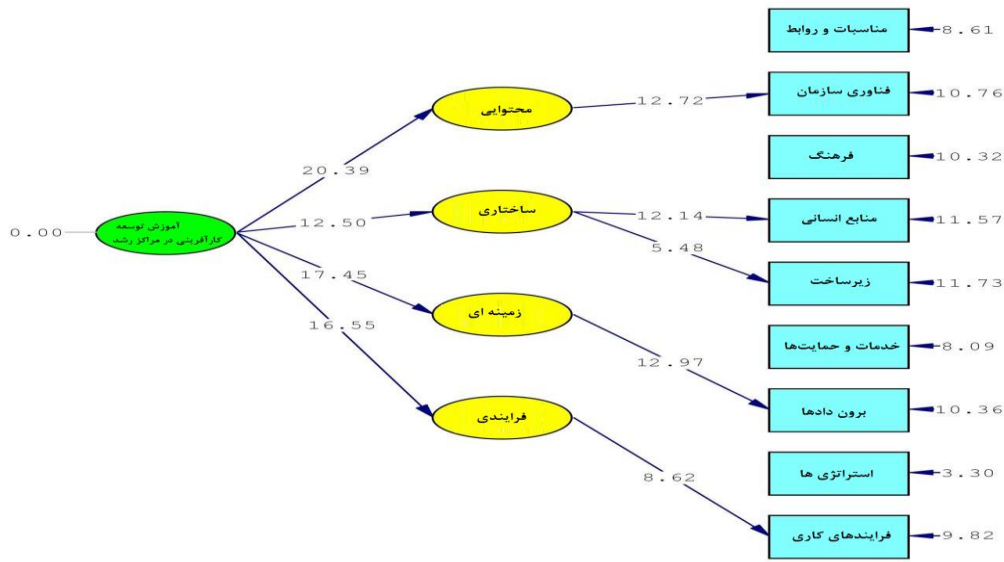 مناسبات و روابط
8.61
محتوایی
12.72
فناوری سازمان
10.76
20.39
فرهنگ
10.32
آموزش توسعه
کارآفرینی در مراکز رشد
0.00
12.50
ساختاری
12.14
منابع انسانی
11.57
5.48
زیرساخت
11.73
17.45
زمینه ای
16.55
خدمات و حمایت‌ها
8.09
12.97
برون دادها
10.36
فرایندی
8.62
استراتژی ها
3.30
فرایندهای کاری
9.82